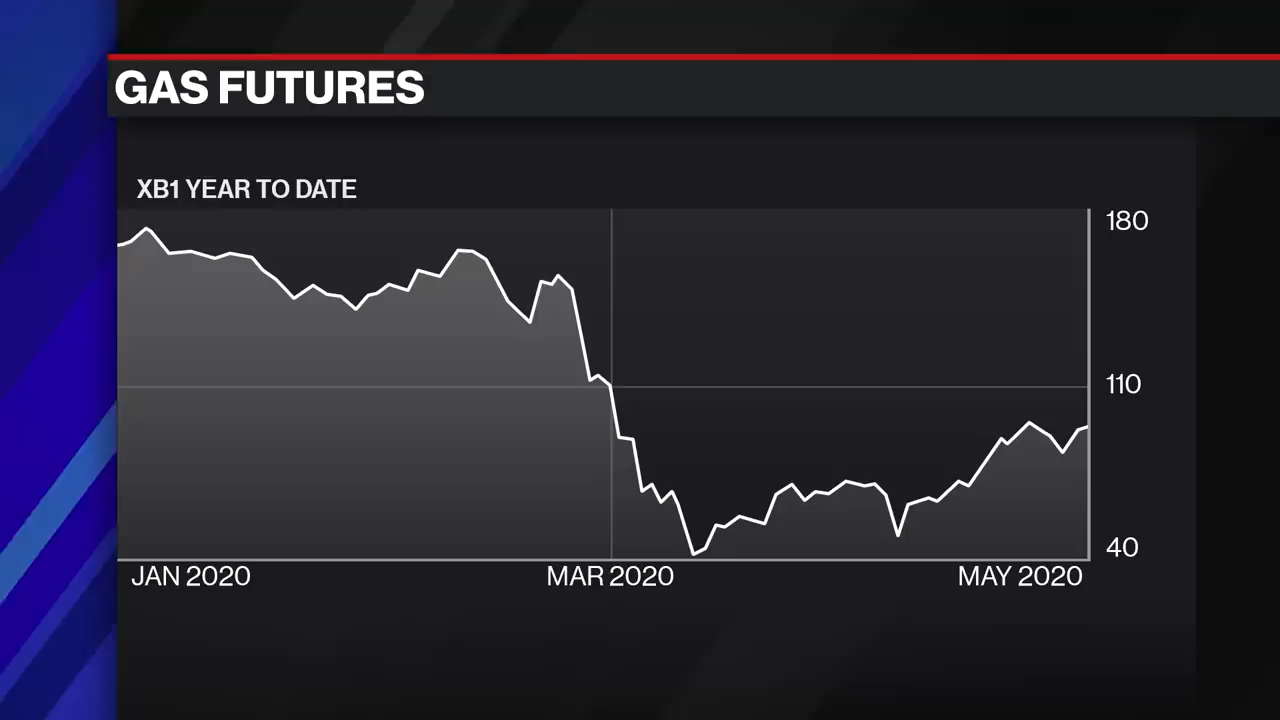 GAS FUTURES
XB1 YEAR TO DATE
180
110
40
JAN 2020 MAR 2020 MAY 2020